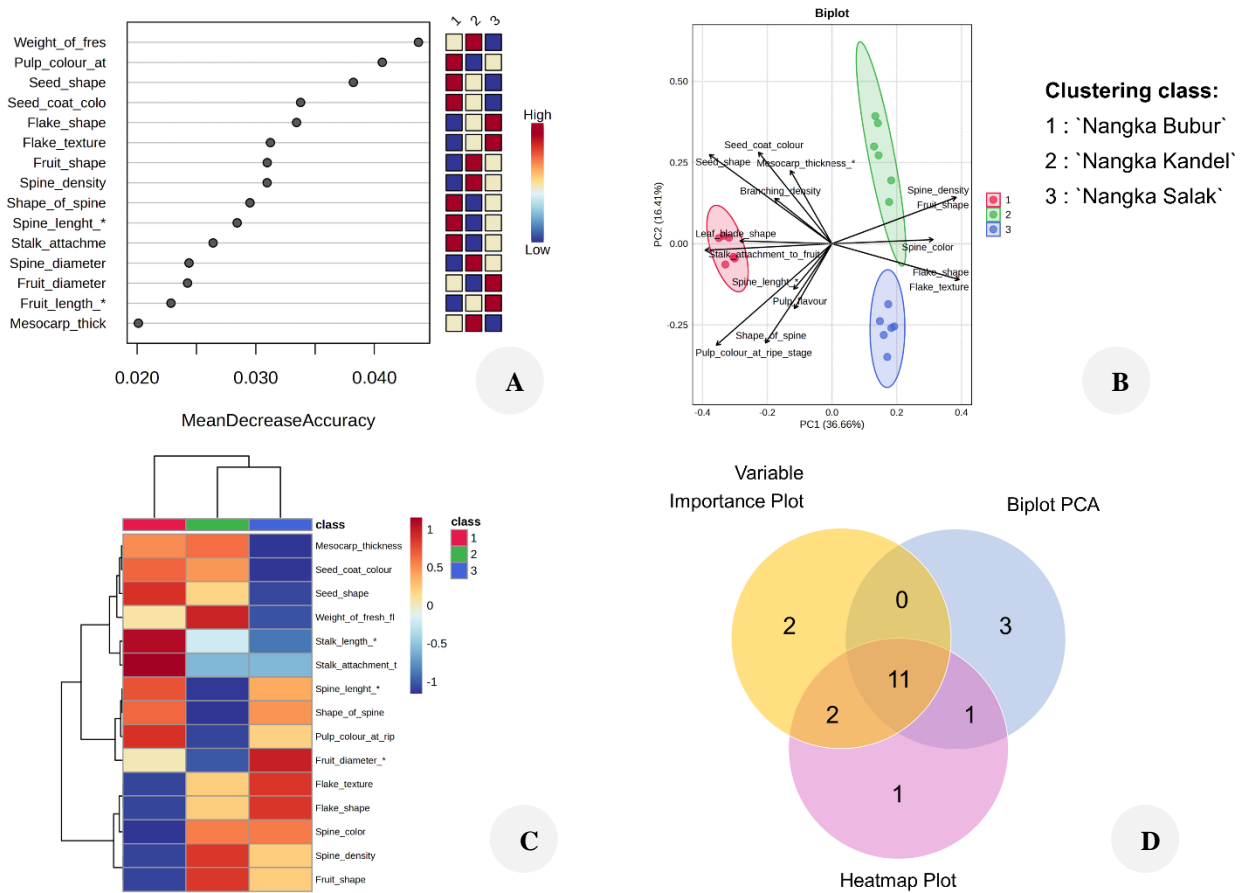 1 2 3
Weight_of_fres
Pulp_colour_at
Seed_shape
Seed_coat_colo
Flake_shape
Flake_texture
Fruit_shape
Spine_density
Shape_of_spine
Spine_lenght_*
Stalk_attachme
Spine_diameter
Fruit_diameter
Fruit_length_*
Mesocarp_thick
High
Low
0.020 0.030 0.040
MeanDecreaseAccuracy
A
Biplot
PC2 (16.41%)
0.50
0.25
0.00
-0.25
Seed_coat_colour
Seed_shape
Mesocarp_thickness_*
Branching_density
Spine_density
Fruit_shape
Leaf_blade_shape
Spine_color
Stalk_attachment_to_fruit
Flake_shape
Spine_lenght_*
Flake_texture
Pulp_flavour
Shape_of_spine
Pulp_colour_at_ripe_stage
-0.4 -0.2 0.0 0.2 0.4
PC1 (36.66%)
1
2
3
Clustering class:
1 : `Nangka Bubur`
2 : `Nangka Kandel`
3 : `Nangka Salak`
B
class
Mesocarp_thickness
Seed_coat_colour
Seed_shape
Weight_of_fresh_fl
Stalk_length_*
Stalk_attachment_t
Spine_lenght_*
Shape_of_spine
Pulp_colour_at_rip
Fruit_diameter_*
Flake_texture
Flake_shape
Spine_color
Spine_density
Fruit_shape
1
0.5
0
-0.5
-1
class
1
2
3
C
Variable
Importance Plot
Biplot PCA
0
2
3
11
2
1
1
Heatmap Plot
D